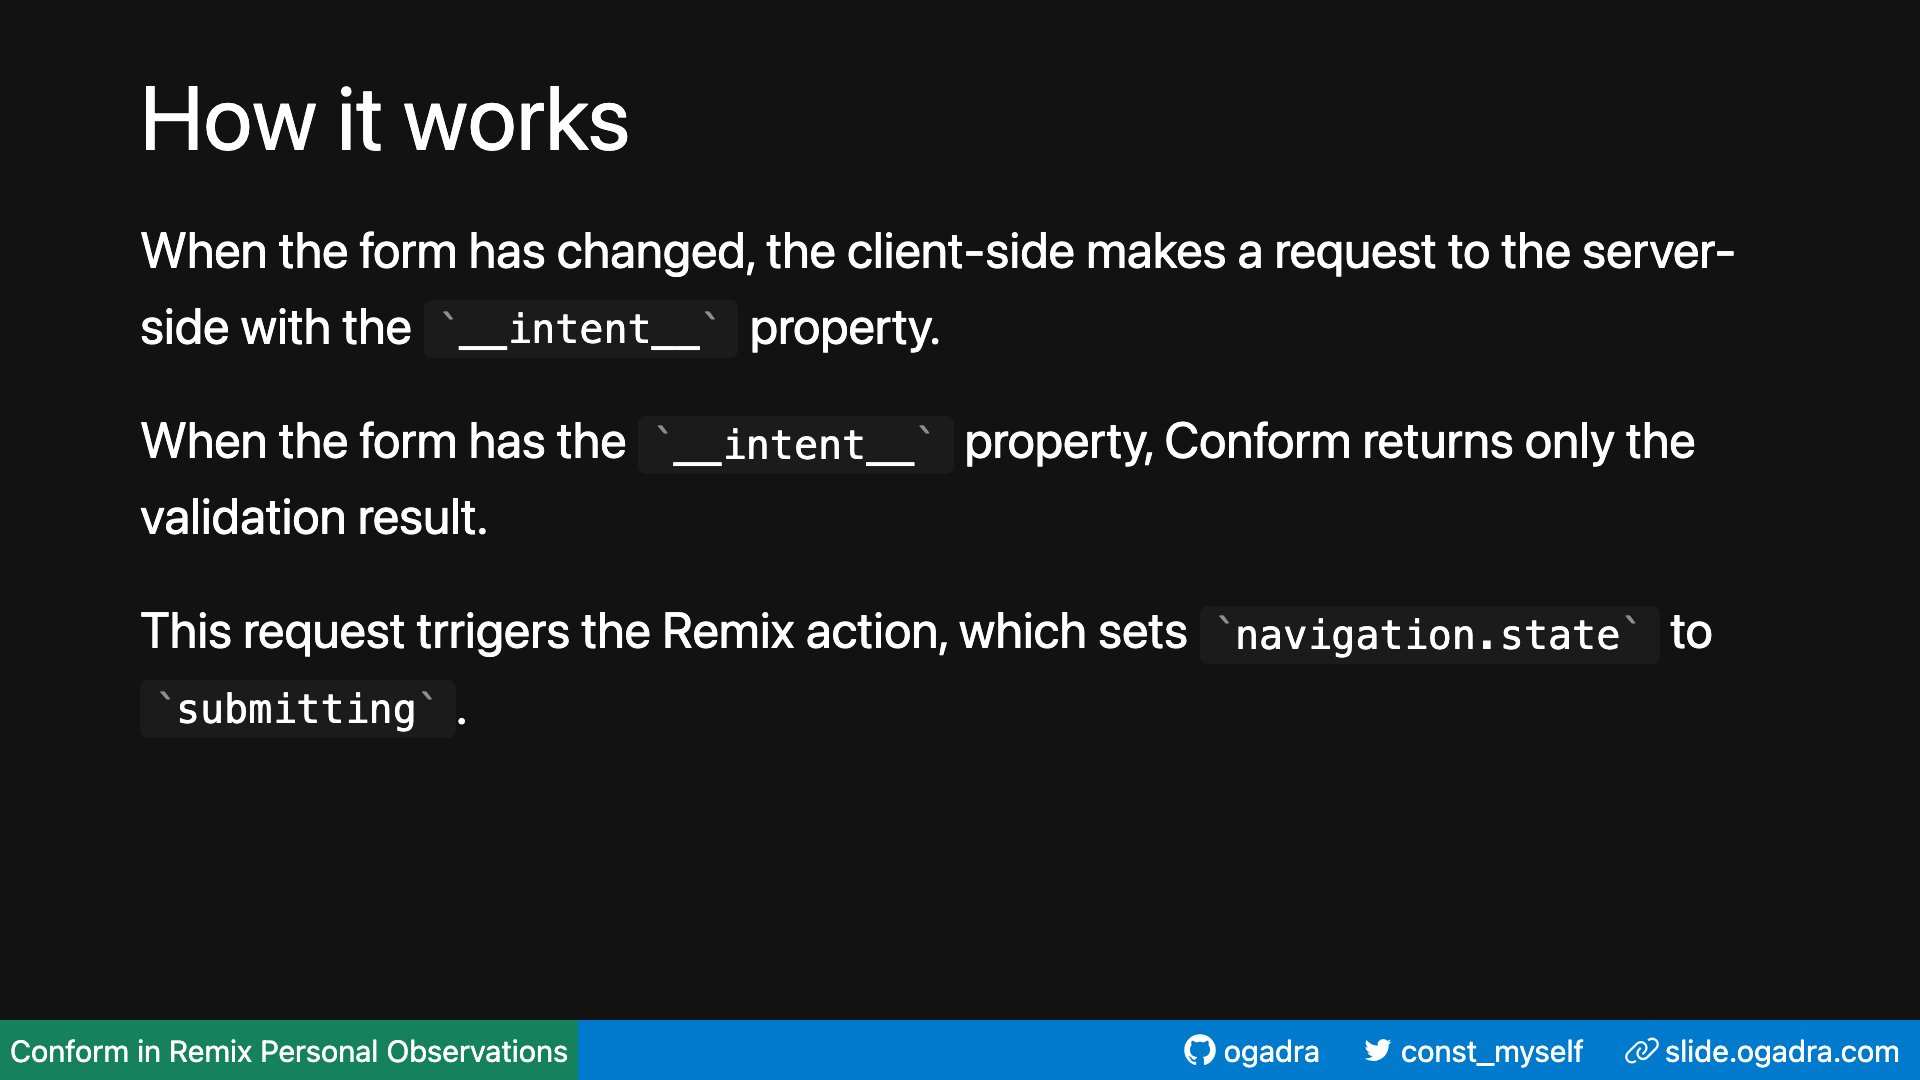 How it works
When the form has changed, the client-side makes a request to the server-
side with the `__intent__` property.
When the form has the `__intent__` property, Conform returns only the
validation result.
This request trrigers the Remix action, which sets `navigation.state` to
`submitting`.
Conform in Remix Personal Observations
ogadra
const_myself
slide.ogadra.com